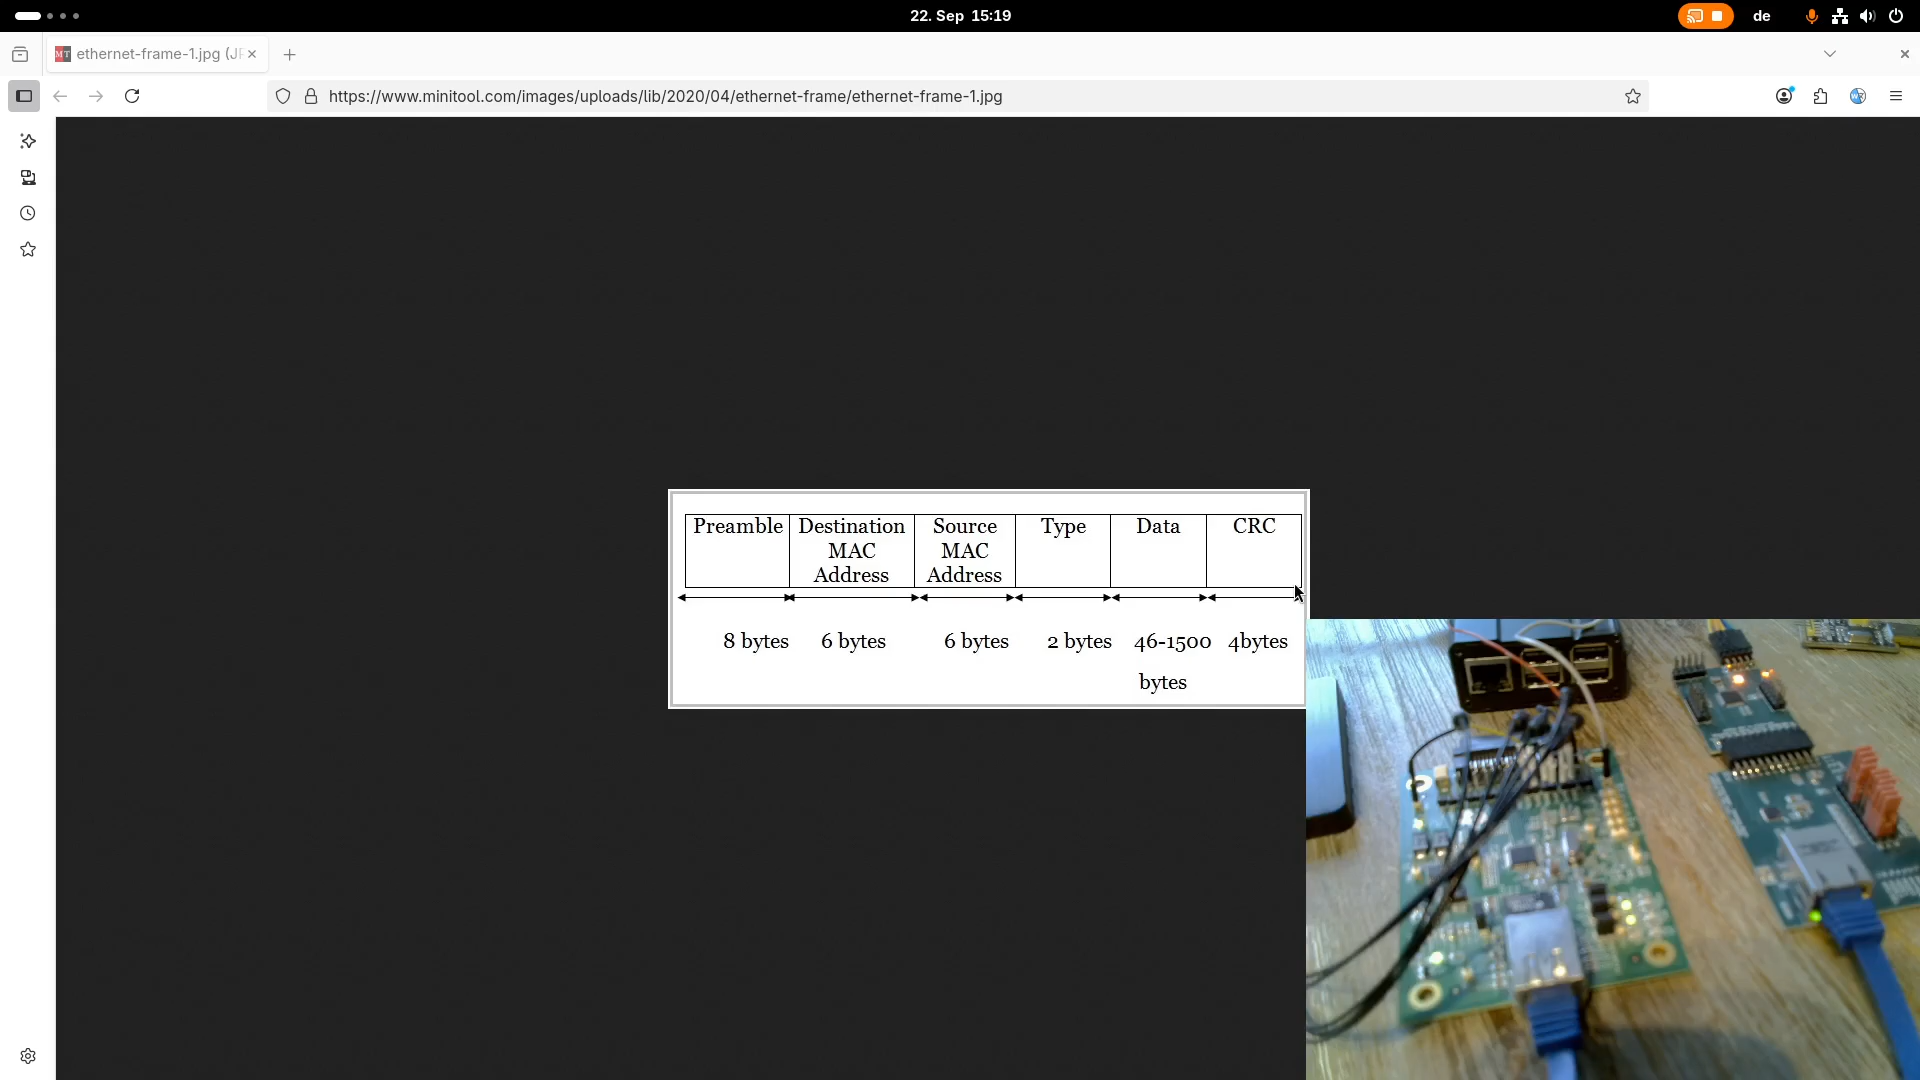 22. Sep 15:19
de
ethernet-frame-1.jpg (JF
https://www.minitool.com/images/uploads/lib/2020/04/ethernet-frame/ethernet-frame-1.jpg
Preamble
Destination
MAC
Address
Source
MAC
Address
Type
Data
CRC
8 bytes
6 bytes
6 bytes
2 bytes
46-1500
bytes
4bytes